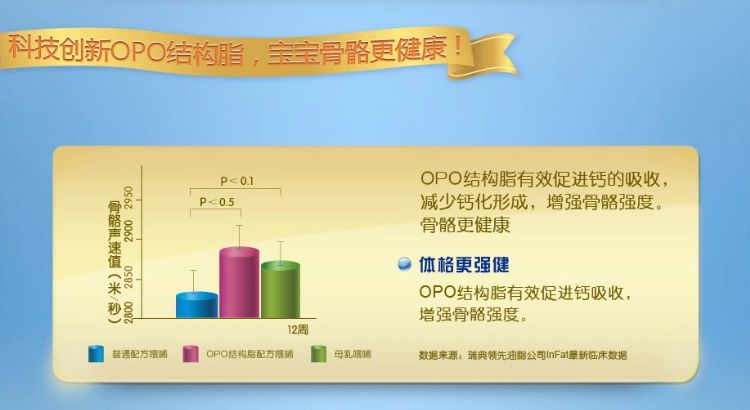 科技创新OPO结构脂，宝宝骨骼更健康！
P＜0.1
P＜0.5
骨骼声速值（米/秒）
2950
2900
2850
2800
12周
普通配方喂哺
OPO结构脂配方喂哺
母乳喂哺
OPO结构脂有效促进钙的吸收，
减少钙化形成，增强骨骼强度。
骨骼更健康
体格更强健
OPO结构脂有效促进钙吸收，
增强骨骼强度。
数据来源：瑞典领先油脂公司InFat最新临床数据